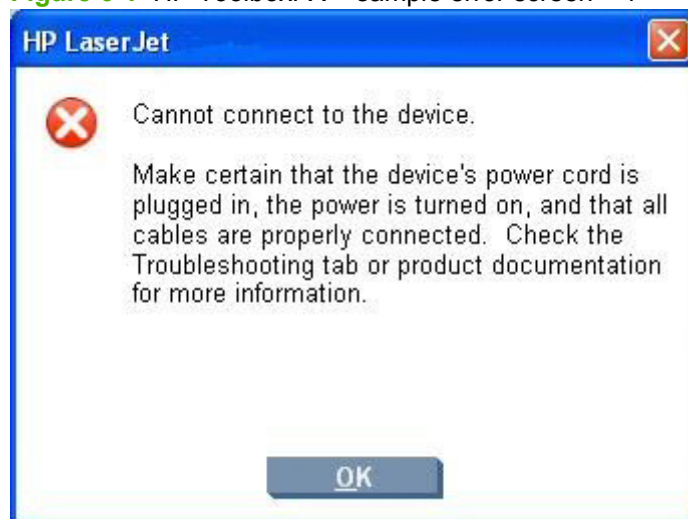 HP LaserJet
Cannot connect to the device.
Make certain that the device's power cord is
plugged in, the power is turned on, and that all
cables are properly connected.  Check the
Troubleshooting tab or product documentation
for more information.
OK